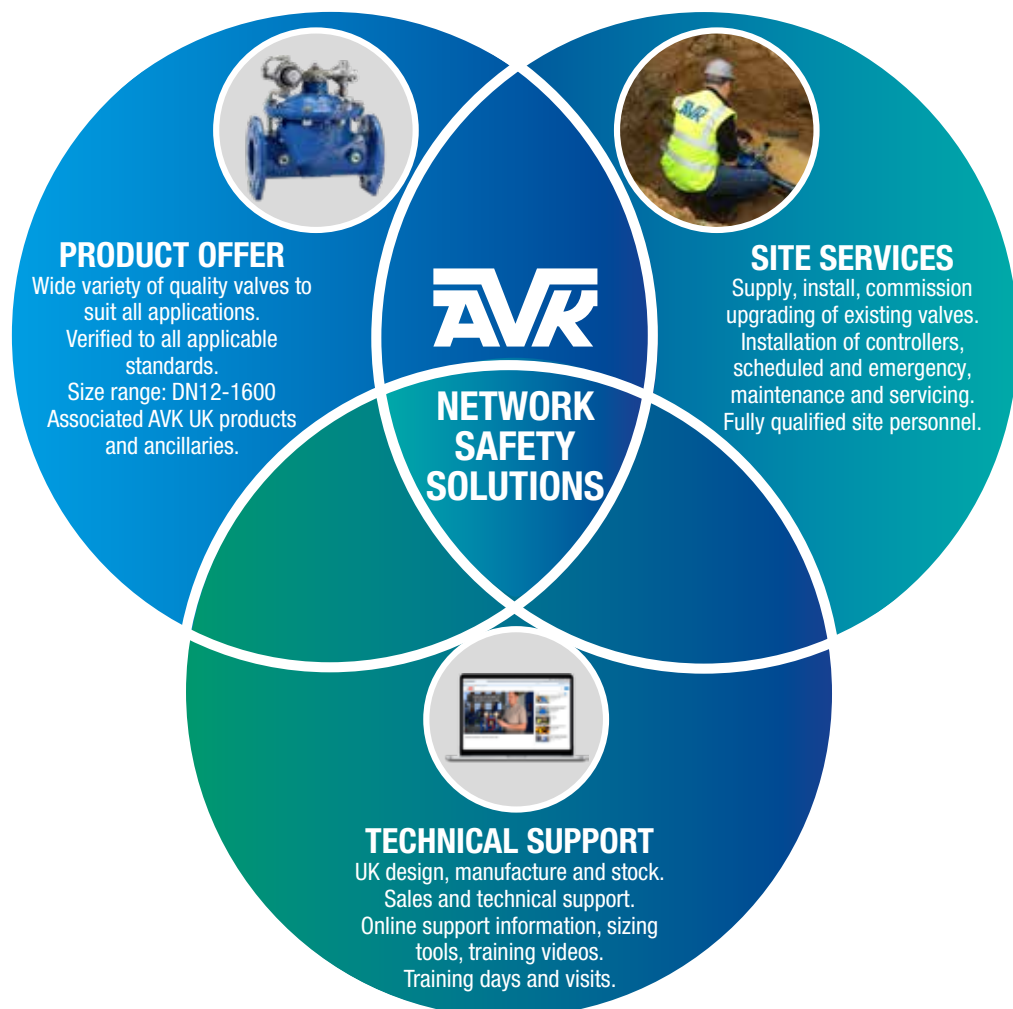 PRODUCT OFFER
Wide variety of quality valves to
suit all applications.
Verified to all applicable
standards.
Size range: DN12-1600
Associated AVK UK products
and ancillaries.
AVK
SITE SERVICES
Supply, install, commission
upgrading of existing valves.
Installation of controllers,
scheduled and emergency,
maintenance and servicing.
Fully qualified site personnel.
AVK
NETWORK
SAFETY
SOLUTIONS
TECHNICAL SUPPORT
UK design, manufacture and stock.
Sales and technical support.
Online support information, sizing
tools, training videos.
Training days and visits.